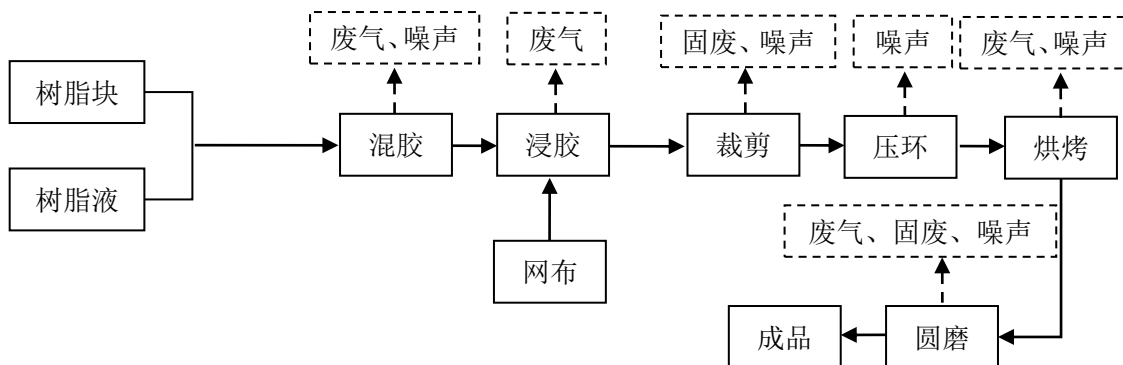 废气、噪声
废气
固废、噪声
噪声
废气、噪声
树脂块
混胶
浸胶
裁剪
压环
烘烤
树脂液
废气、固废、噪声
网布
成品
圆磨